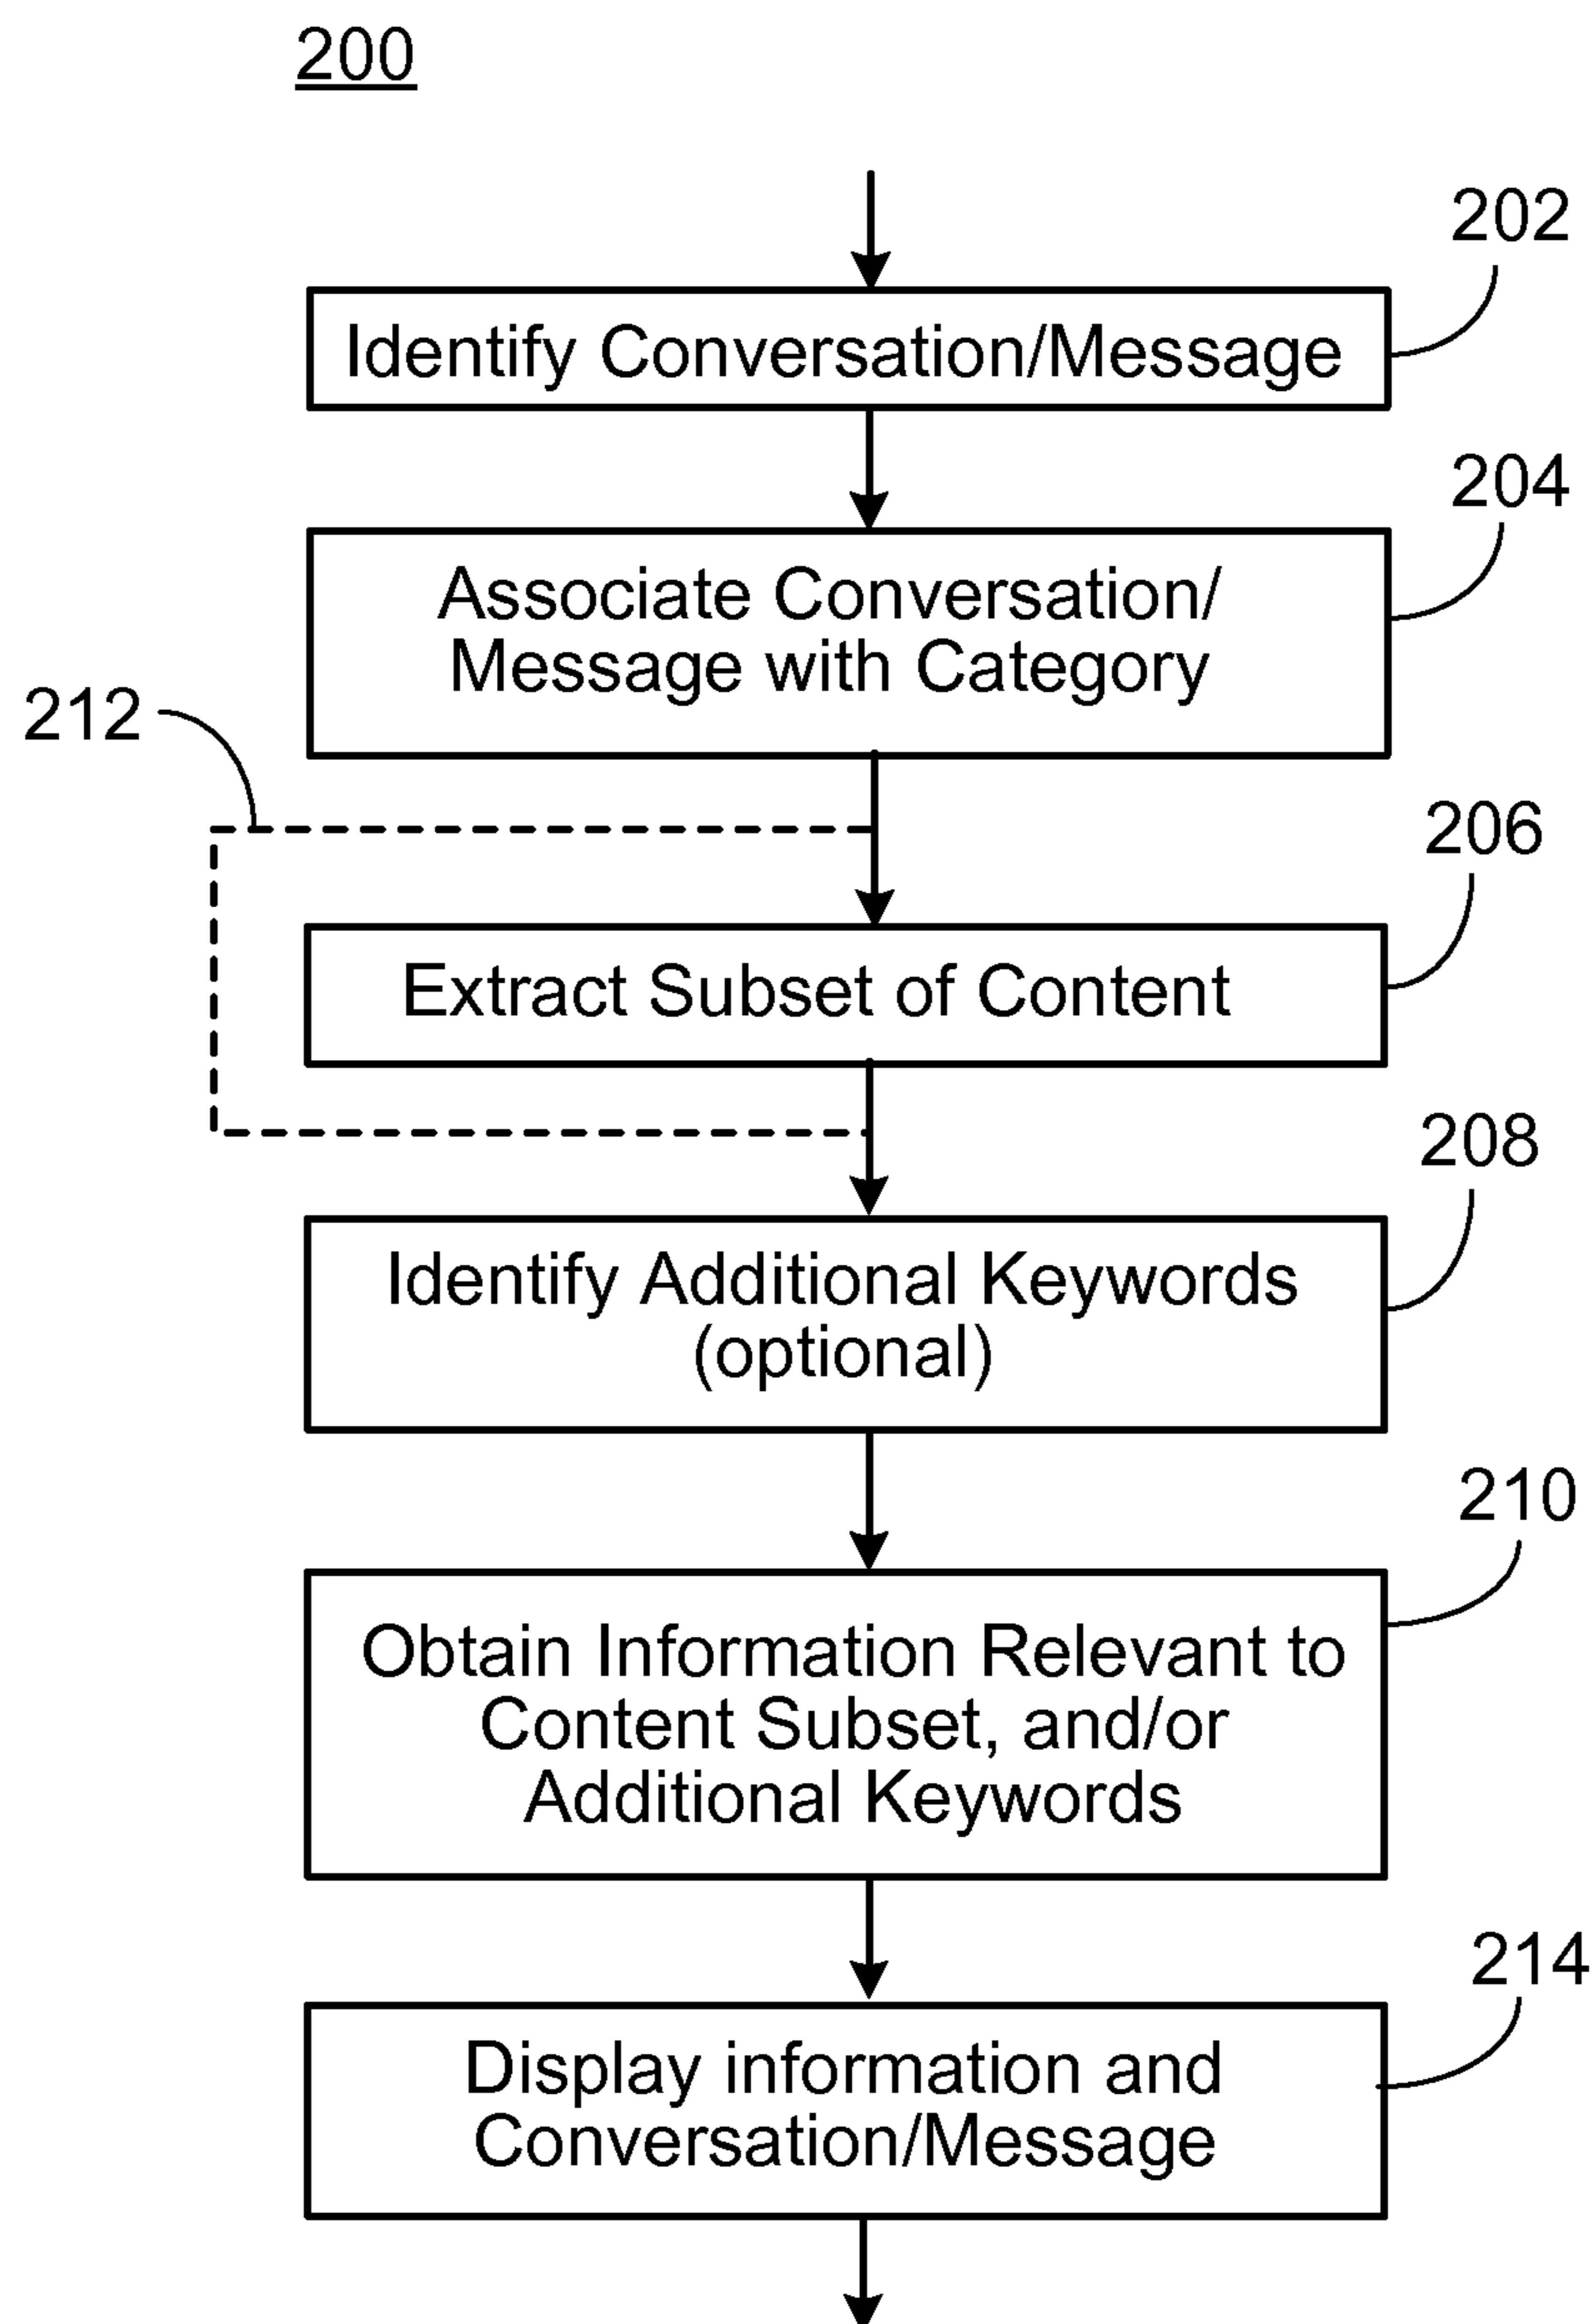 200
202
Identify Conversation/Message
204
Associate Conversation/
Message with Category
212
206
Extract Subset of Content
208
Identify Additional Keywords
(optional)
210
Obtain Information Relevant to
Content Subset, and/or
Additional Keywords
214
Display information and
Conversation/Message